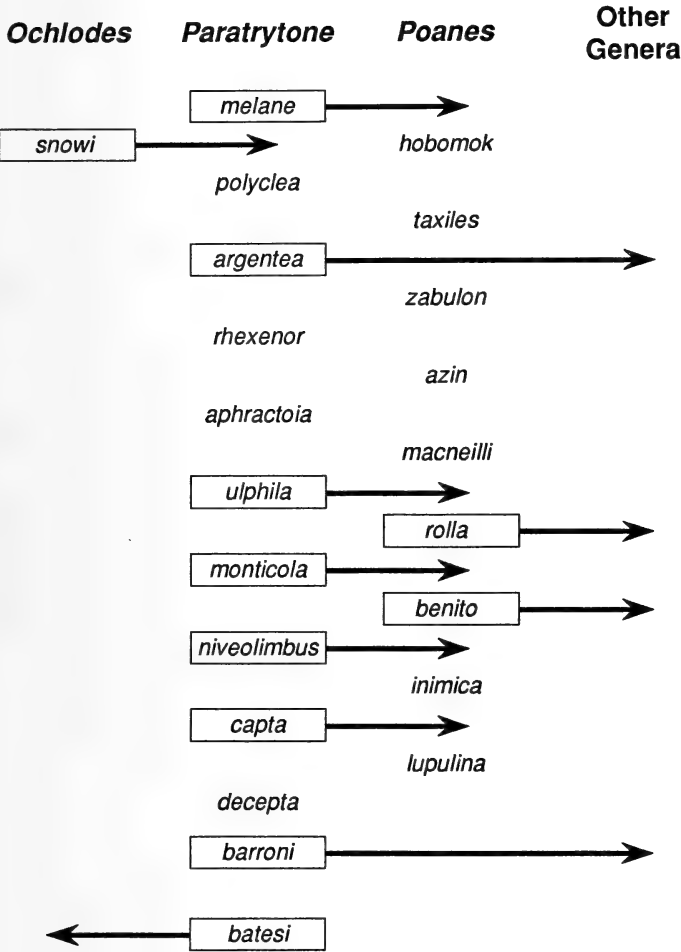 Ochlodes Paratrytone Poanes Other Genera
melane
snowi hobomok
polyclea
taxiles
argentea
zabulon
rhexenor
azin
aphractoia
macneilli
ulphila
rolla
monticola
benito
niveolimbus
inimica
capta
lupulina
decepta
barroni
batesi